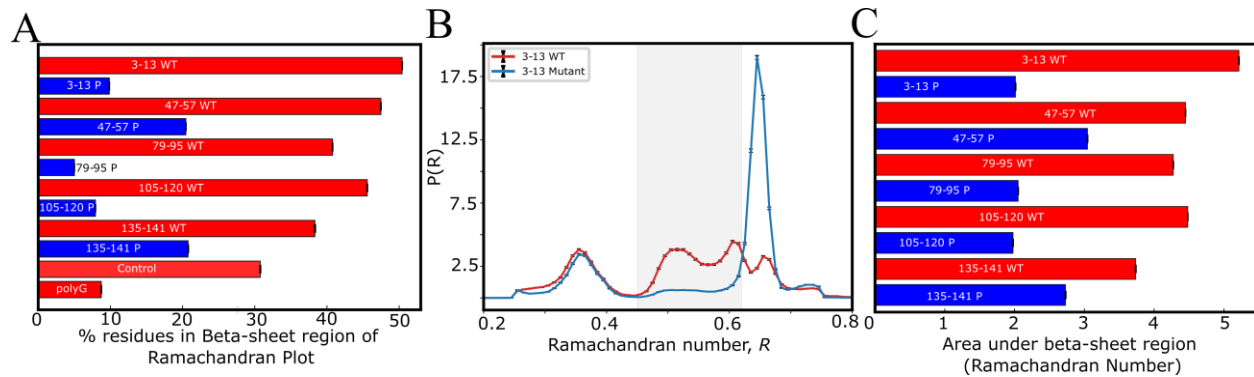 A
3-13 WT
3-13 P
47-57 WT
47-57 P
79-95 WT
79-95 P
105-120 WT
105-120 P
135-141 WT
135-141 P
Control
polyG
0 10 20 30 40 50
% residues in Beta-sheet region of
Ramachandran Plot
B
3-13 WT
3-13 Mutant
17.5
12.5
7.5
2.5
P(R)
0.2 0.4 0.6 0.8
Ramachandran number, R
C
3-13 WT
3-13 P
47-57 WT
47-57 P
79-95 WT
79-95 P
105-120 WT
105-120 P
135-141 WT
135-141 P
0 1 2 3 4 5
Area under beta-sheet region
(Ramachandran Number)